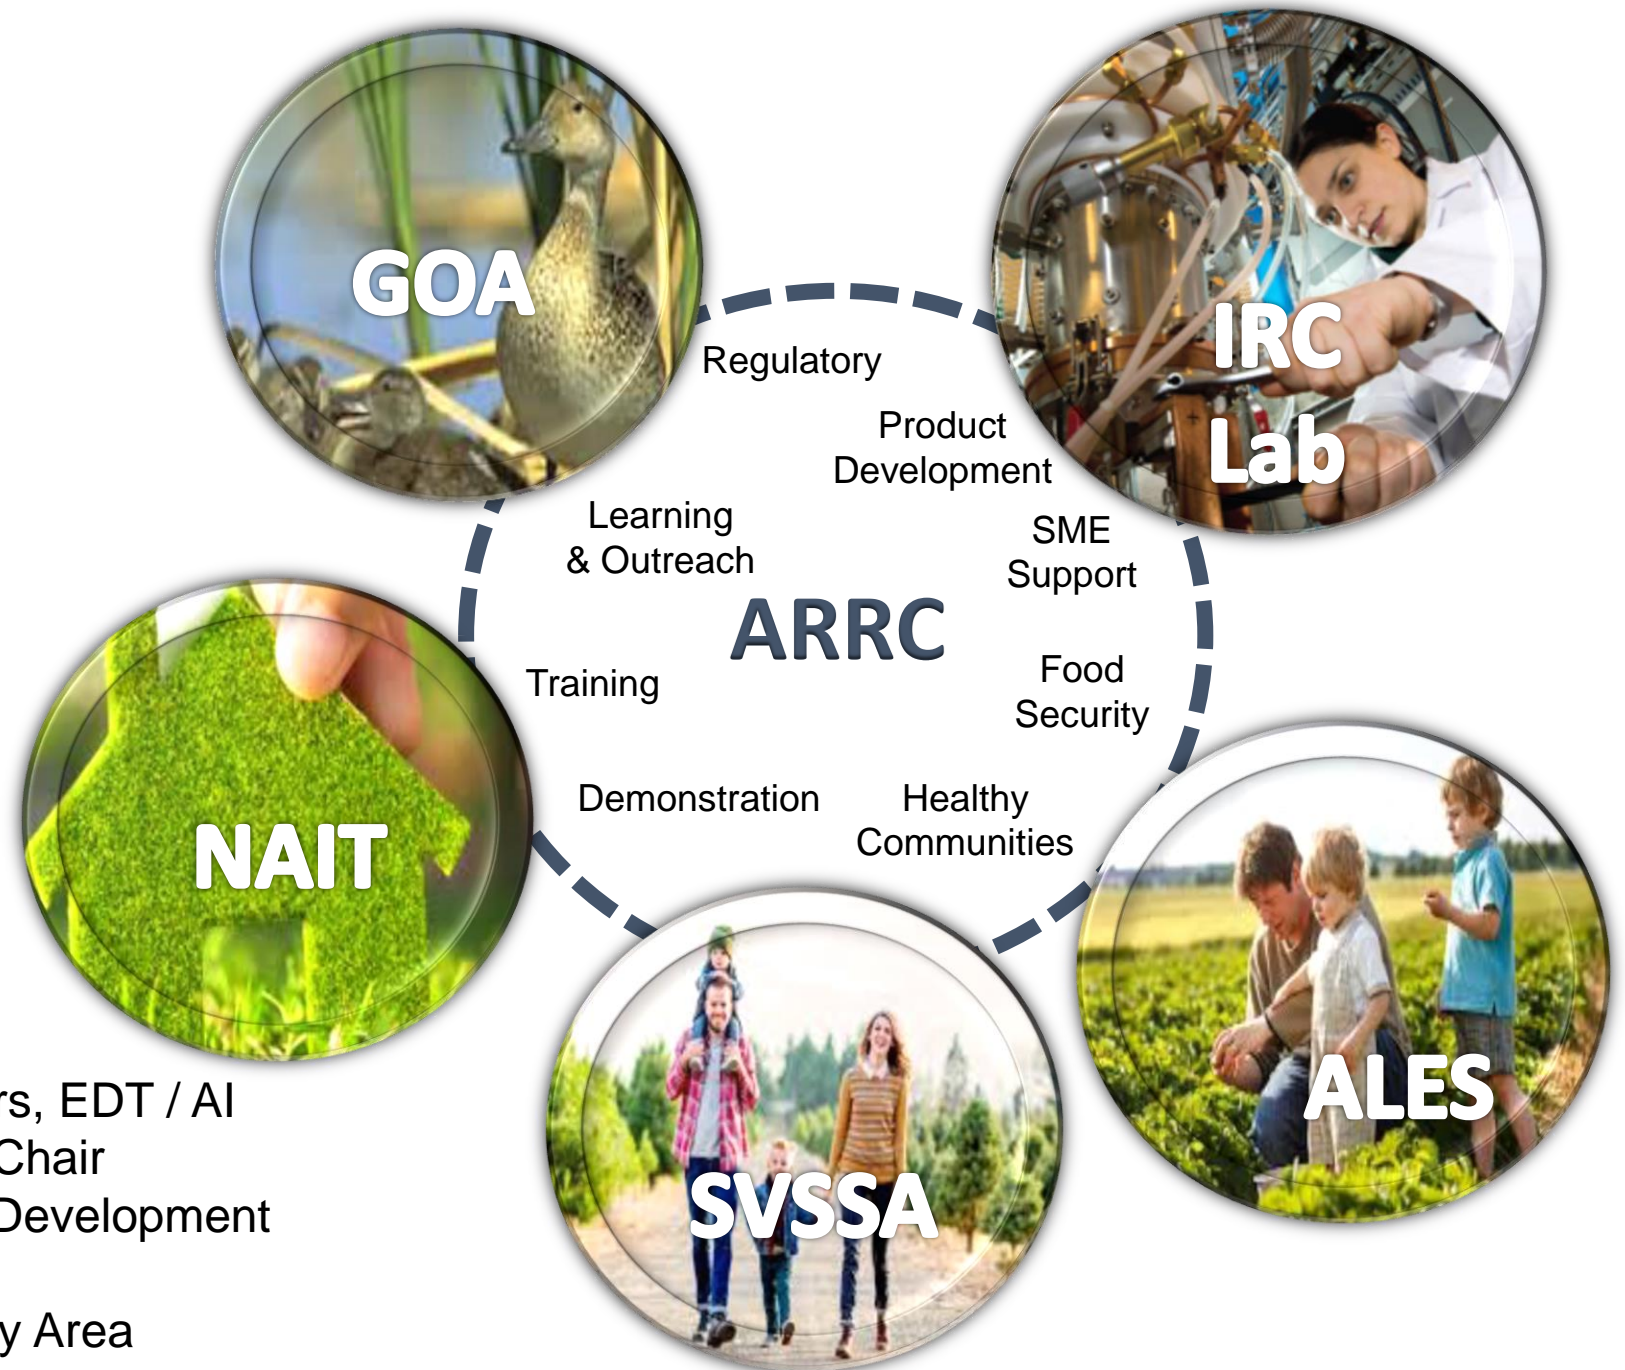 GOA
IRC
Lab
Regulatory
Product
Development
Learning
& Outreach
SME
Support
ARRC
Training
Food
Security
Demonstration
Healthy
Communities
NAIT
ALES
SVSSA
rs, EDT / AI
Chair
Development
y Area